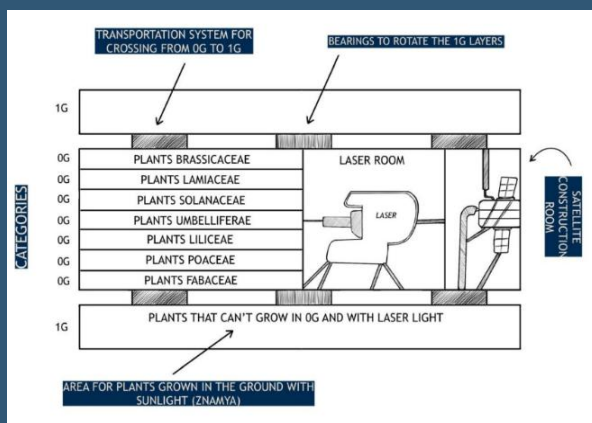 TRANSPORTATION SYSTEM FOR
CROSSING FROM 0G TO 1G
BEARINGS TO ROTATE THE 1G LAYERS
1G
0G PLANTS BRASSICACEAE
0G PLANTS LAMIACEAE
0G PLANTS SOLANACEAE
0G PLANTS UMBELLIFERAE
0G PLANTS LILICEAE
0G PLANTS POACEAE
0G PLANTS FABACEAE
CATEGORIES
LASER ROOM
LASER
SATELLITE
CONSTRUCTION
ROOM
1G
PLANTS THAT CAN'T GROW IN 0G AND WITH LASER LIGHT
AREA FOR PLANTS GROWN IN THE GROUND WITH
SUNLIGHT (ZNAMYA)